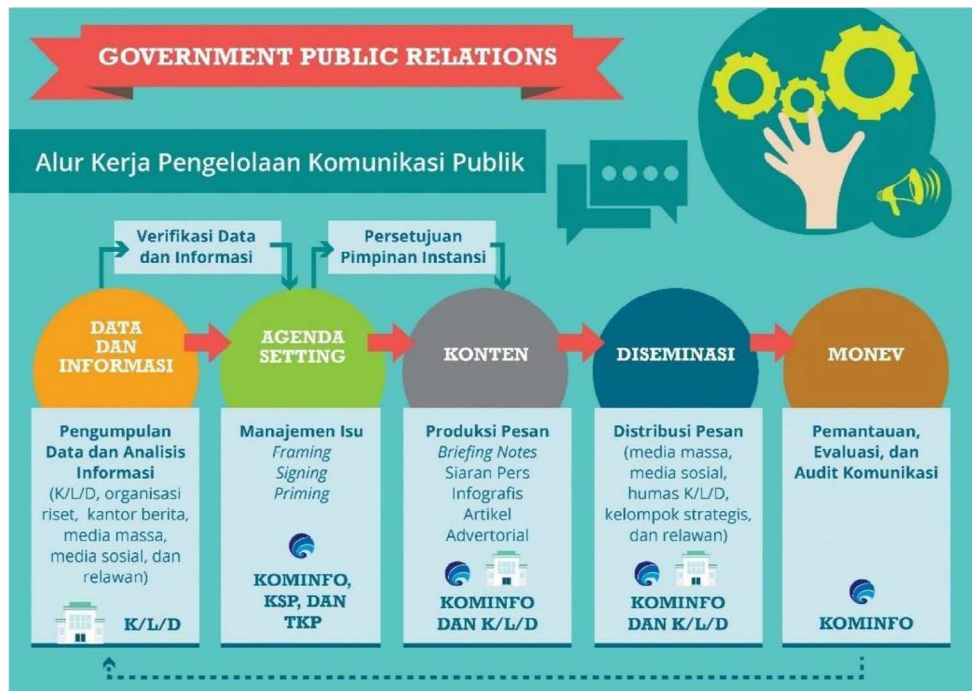 GOVERNMENT PUBLIC RELATIONS
Alur Kerja Pengelolaan Komunikasi Publik
Verifikasi Data
dan Informasi
Persetujuan
Pimpinan Instansi
DATA
DAN
INFORMASI
AGENDA
SETTING
KONTEN
DISEMINASI
MONEV
Pengumpulan
Data dan Analisis
Informasi
(K/L/D, organisasi
riset, kantor berita,
media massa,
media sosial, dan
relawan)
K/L/D
Manajemen Isu
Framing
Signing
Priming
KOMINFO,
KSP, DAN
TKP
Produksi Pesan
Briefing Notes
Siaran Pers
Infografis
Artikel
Advertorial
KOMINFO
DAN K/L/D
Distribusi Pesan
(media massa,
media sosial,
humas K/L/D,
kelompok strategis,
dan relawan)
KOMINFO
DAN K/L/D
Pemantauan,
Evaluasi, dan
Audit Komunikasi
KOMINFO